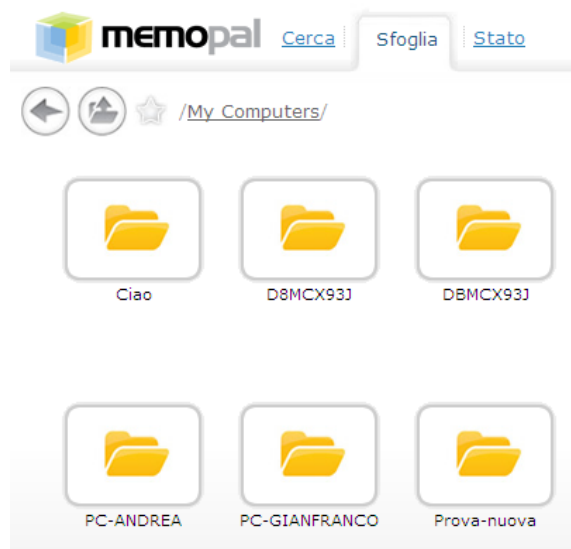 memopal Cerca Sfoglia Stato
/My Computers/
Ciao D8MCX93J DBMCX93J
PC-ANDREA PC-GIANFRANCO Prova-nuova